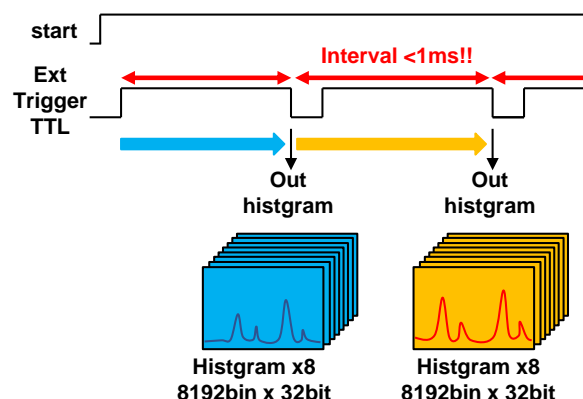 start
Interval <1ms!!
Ext
Trigger
TTL
Out
histgram
Out
histgram
Histgram x8
8192bin x 32bit
Histgram x8
8192bin x 32bit